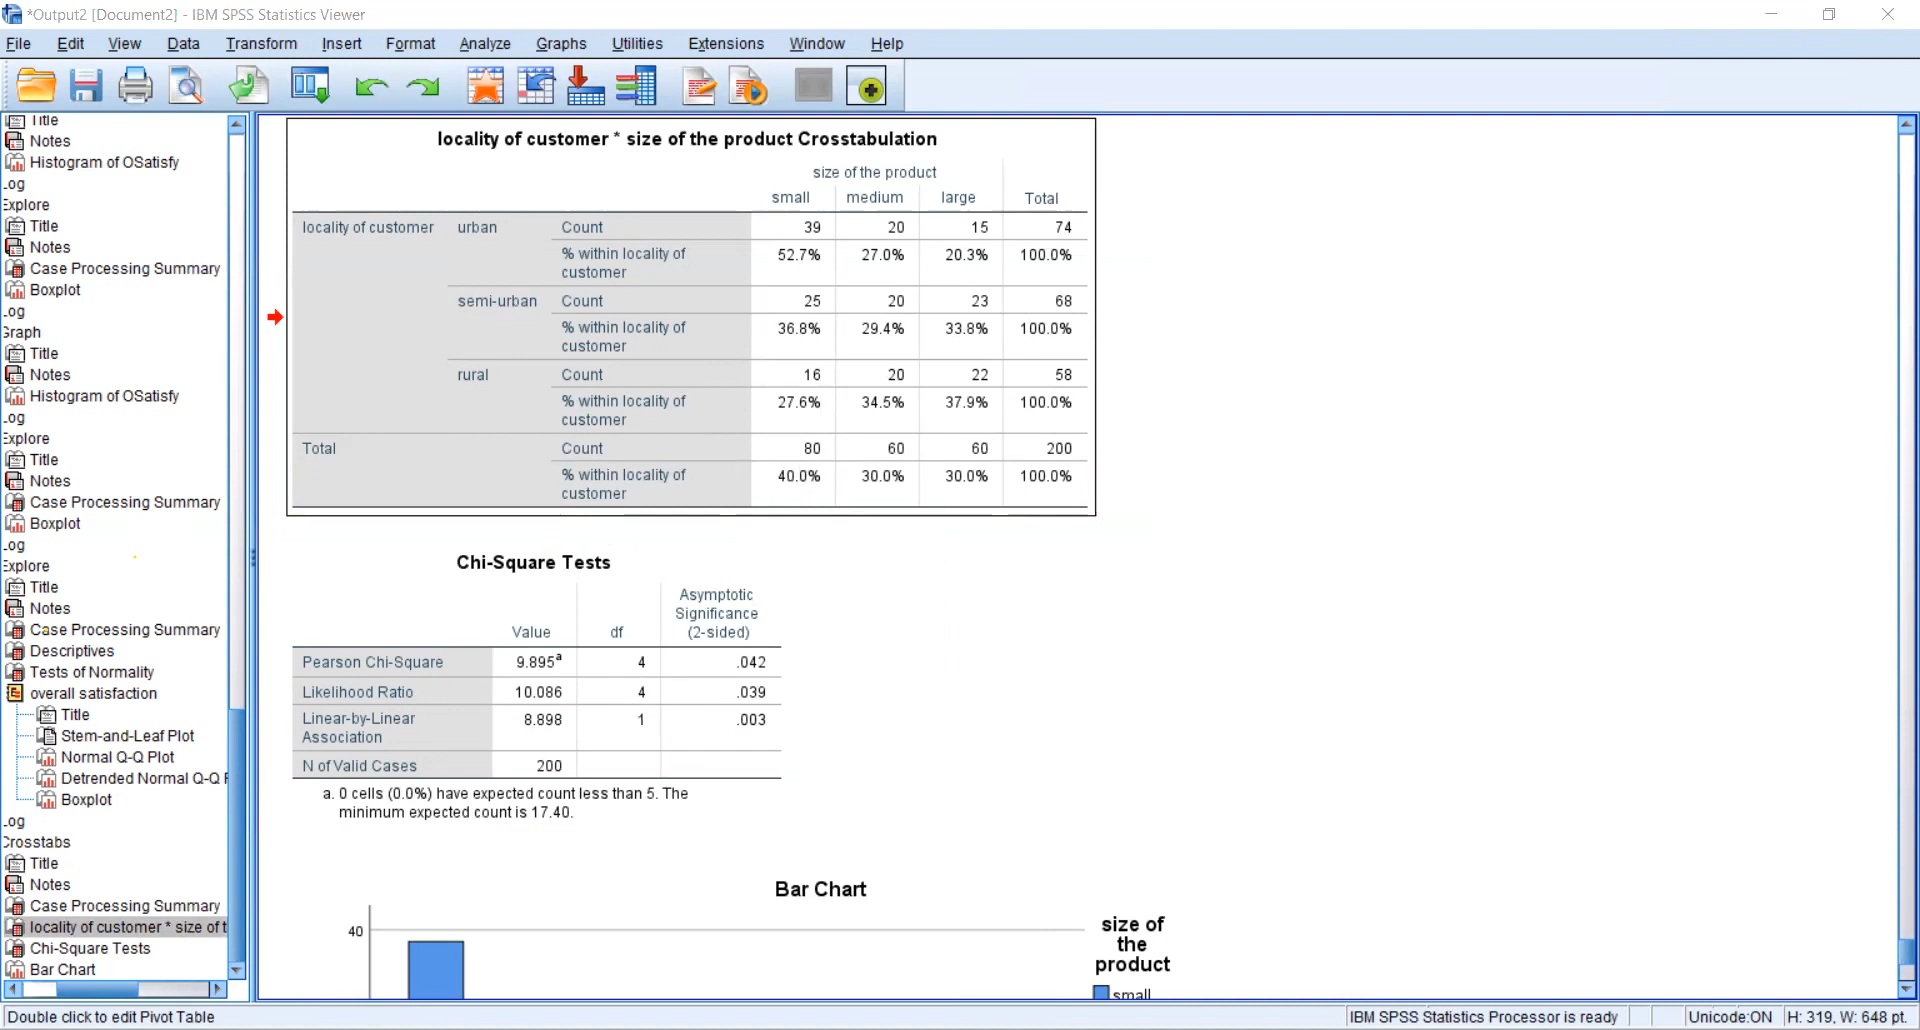 *Output2 [Document2] - IBM SPSS Statistics Viewer
File Edit View Data Transform Insert Format Analyze Graphs Utilities Extensions Window Help
Title
Notes
Histogram of OSatisfy
Log
Explore
Title
Notes
Case Processing Summary
Boxplot
Log
Graph
Title
Notes
Histogram of OSatisfy
Log
Explore
Title
Notes
Case Processing Summary
Boxplot
Log
Explore
Title
Notes
Case Processing Summary
Descriptives
Tests of Normality
overall satisfaction
Title
Stem-and-Leaf Plot
Normal Q-Q Plot
Detrended Normal Q-Q
Boxplot
Log
Crosstabs
Title
Notes
Case Processing Summary
locality of customer * size of t
Chi-Square Tests
Bar Chart
locality of customer * size of the product Crosstabulation
size of the product
small medium large Total
locality of customer urban Count 39 20 15 74
% within locality of customer 52.7% 27.0% 20.3% 100.0%
semi-urban Count 25 20 23 68
% within locality of customer 36.8% 29.4% 33.8% 100.0%
rural Count 16 20 22 58
% within locality of customer 27.6% 34.5% 37.9% 100.0%
Total Count 80 60 60 200
% within locality of customer 40.0% 30.0% 30.0% 100.0%
Chi-Square Tests
Value df Asymptotic Significance (2-sided)
Pearson Chi-Square 9.895a 4 .042
Likelihood Ratio 10.086 4 .039
Linear-by-Linear Association 8.898 1 .003
N of Valid Cases 200
a. 0 cells (0.0%) have expected count less than 5. The
minimum expected count is 17.40.
Bar Chart
40
size of
the
product
small
Double click to edit Pivot Table
IBM SPSS Statistics Processor is ready Unicode:ON H: 319, W: 648 pt.